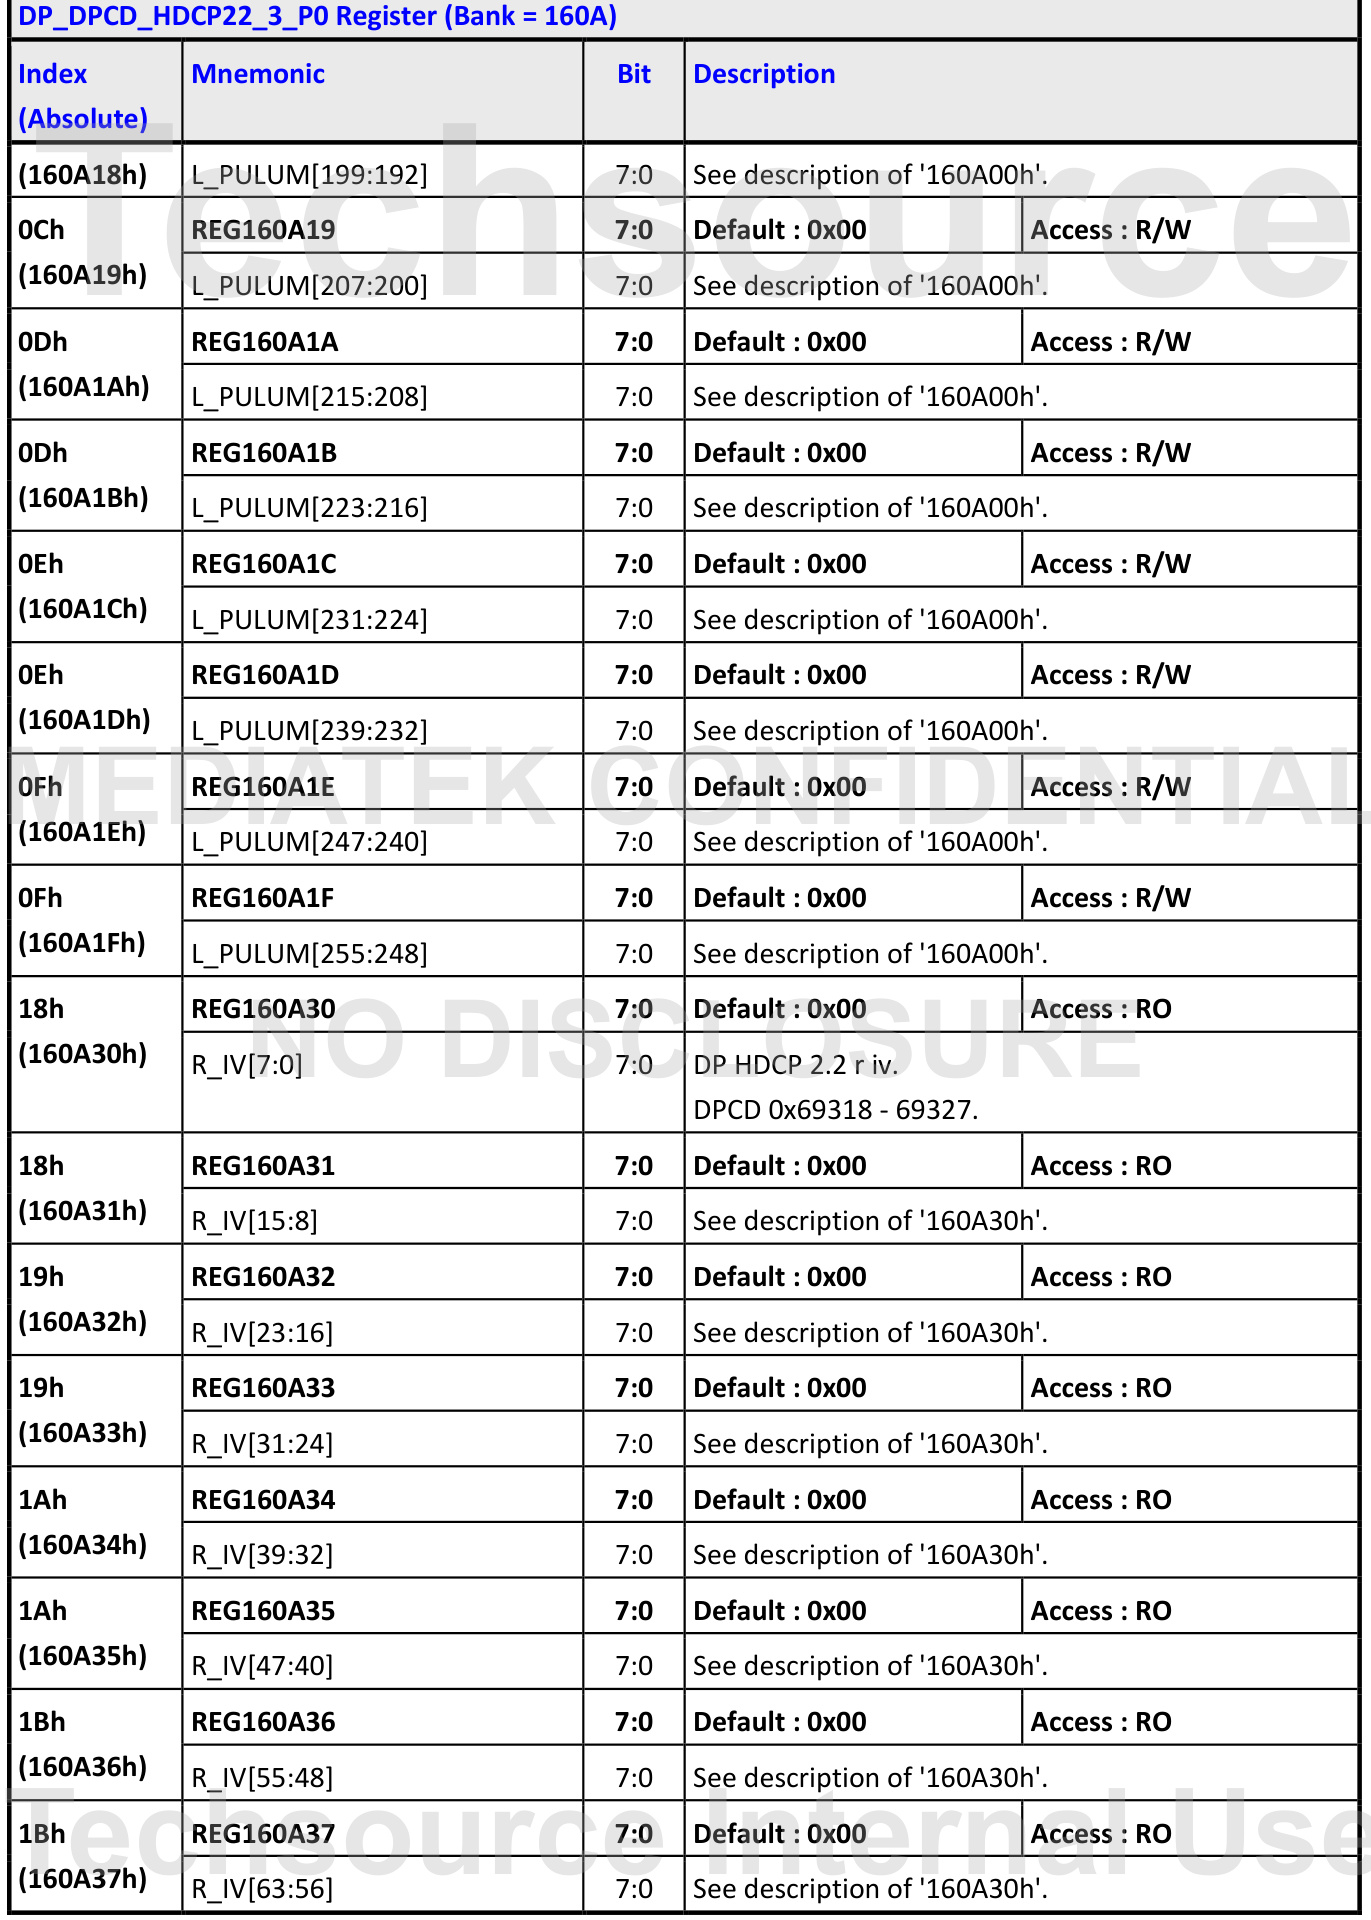 DP_DPCD_HDCP22_3_P0 Register (Bank = 160A)
Index (Absolute) Mnemonic Bit Description
(160A18h) L_PULUM[199:192] 7:0 See description of '160A00h'.
0Ch REG160A19 7:0 Default : 0x00 Access : R/W
(160A19h) L_PULUM[207:200] 7:0 See description of '160A00h'.
0Dh REG160A1A 7:0 Default : 0x00 Access : R/W
(160A1Ah) L_PULUM[215:208] 7:0 See description of '160A00h'.
0Dh REG160A1B 7:0 Default : 0x00 Access : R/W
(160A1Bh) L_PULUM[223:216] 7:0 See description of '160A00h'.
0Eh REG160A1C 7:0 Default : 0x00 Access : R/W
(160A1Ch) L_PULUM[231:224] 7:0 See description of '160A00h'.
0Eh REG160A1D 7:0 Default : 0x00 Access : R/W
(160A1Dh) L_PULUM[239:232] 7:0 See description of '160A00h'.
0Fh REG160A1E 7:0 Default : 0x00 Access : R/W
(160A1Eh) L_PULUM[247:240] 7:0 See description of '160A00h'.
0Fh REG160A1F 7:0 Default : 0x00 Access : R/W
(160A1Fh) L_PULUM[255:248] 7:0 See description of '160A00h'.
18h REG160A30 7:0 Default : 0x00 Access : RO
(160A30h) R_IV[7:0] 7:0 DP HDCP 2.2 r iv.
DPCD 0x69318 - 69327.
18h REG160A31 7:0 Default : 0x00 Access : RO
(160A31h) R_IV[15:8] 7:0 See description of '160A30h'.
19h REG160A32 7:0 Default : 0x00 Access : RO
(160A32h) R_IV[23:16] 7:0 See description of '160A30h'.
19h REG160A33 7:0 Default : 0x00 Access : RO
(160A33h) R_IV[31:24] 7:0 See description of '160A30h'.
1Ah REG160A34 7:0 Default : 0x00 Access : RO
(160A34h) R_IV[39:32] 7:0 See description of '160A30h'.
1Ah REG160A35 7:0 Default : 0x00 Access : RO
(160A35h) R_IV[47:40] 7:0 See description of '160A30h'.
1Bh REG160A36 7:0 Default : 0x00 Access : RO
(160A36h) R_IV[55:48] 7:0 See description of '160A30h'.
1Bh REG160A37 7:0 Default : 0x00 Access : RO
(160A37h) R_IV[63:56] 7:0 See description of '160A30h'.
Techsource
MEDIATEK CONFIDENTIAL
NO DISCLOSURE
Techsource Internal Use